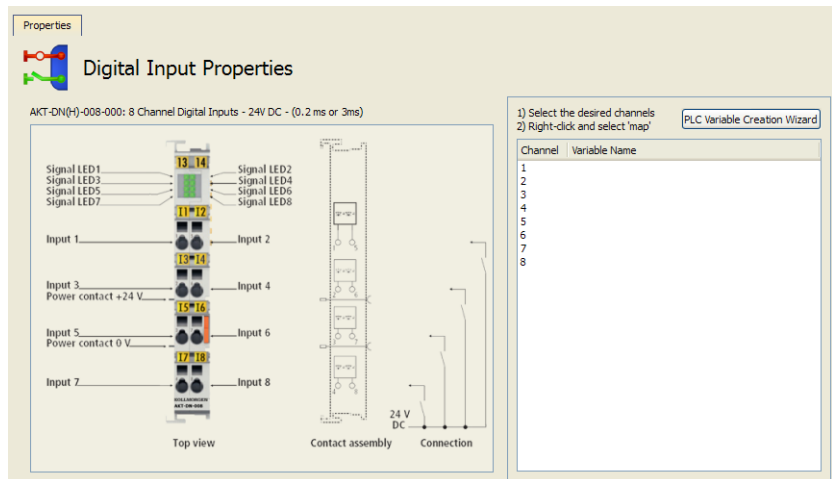 Properties
Digital Input Properties
AKT-DN(H)-008-000: 8 Channel Digital Inputs - 24V DC - (0.2 ms or 3ms)
1) Select the desired channels
2) Right-click and select 'map'
PLC Variable Creation Wizard
Channel Variable Name
1
2
3
4
5
6
7
8
13 14
Signal LED1 Signal LED2
Signal LED3 Signal LED4
Signal LED5 Signal LED6
Signal LED7 Signal LED8
I1 I2
Input 1 Input 2
I3 I4
Input 3 Input 4
Power contact +24 V
I5 I6
Input 5 Input 6
Power contact 0 V
I7 I8
Input 7 Input 8
KOLLMORGEN
AKT-DN-008
24 V
DC
Top view Contact assembly Connection